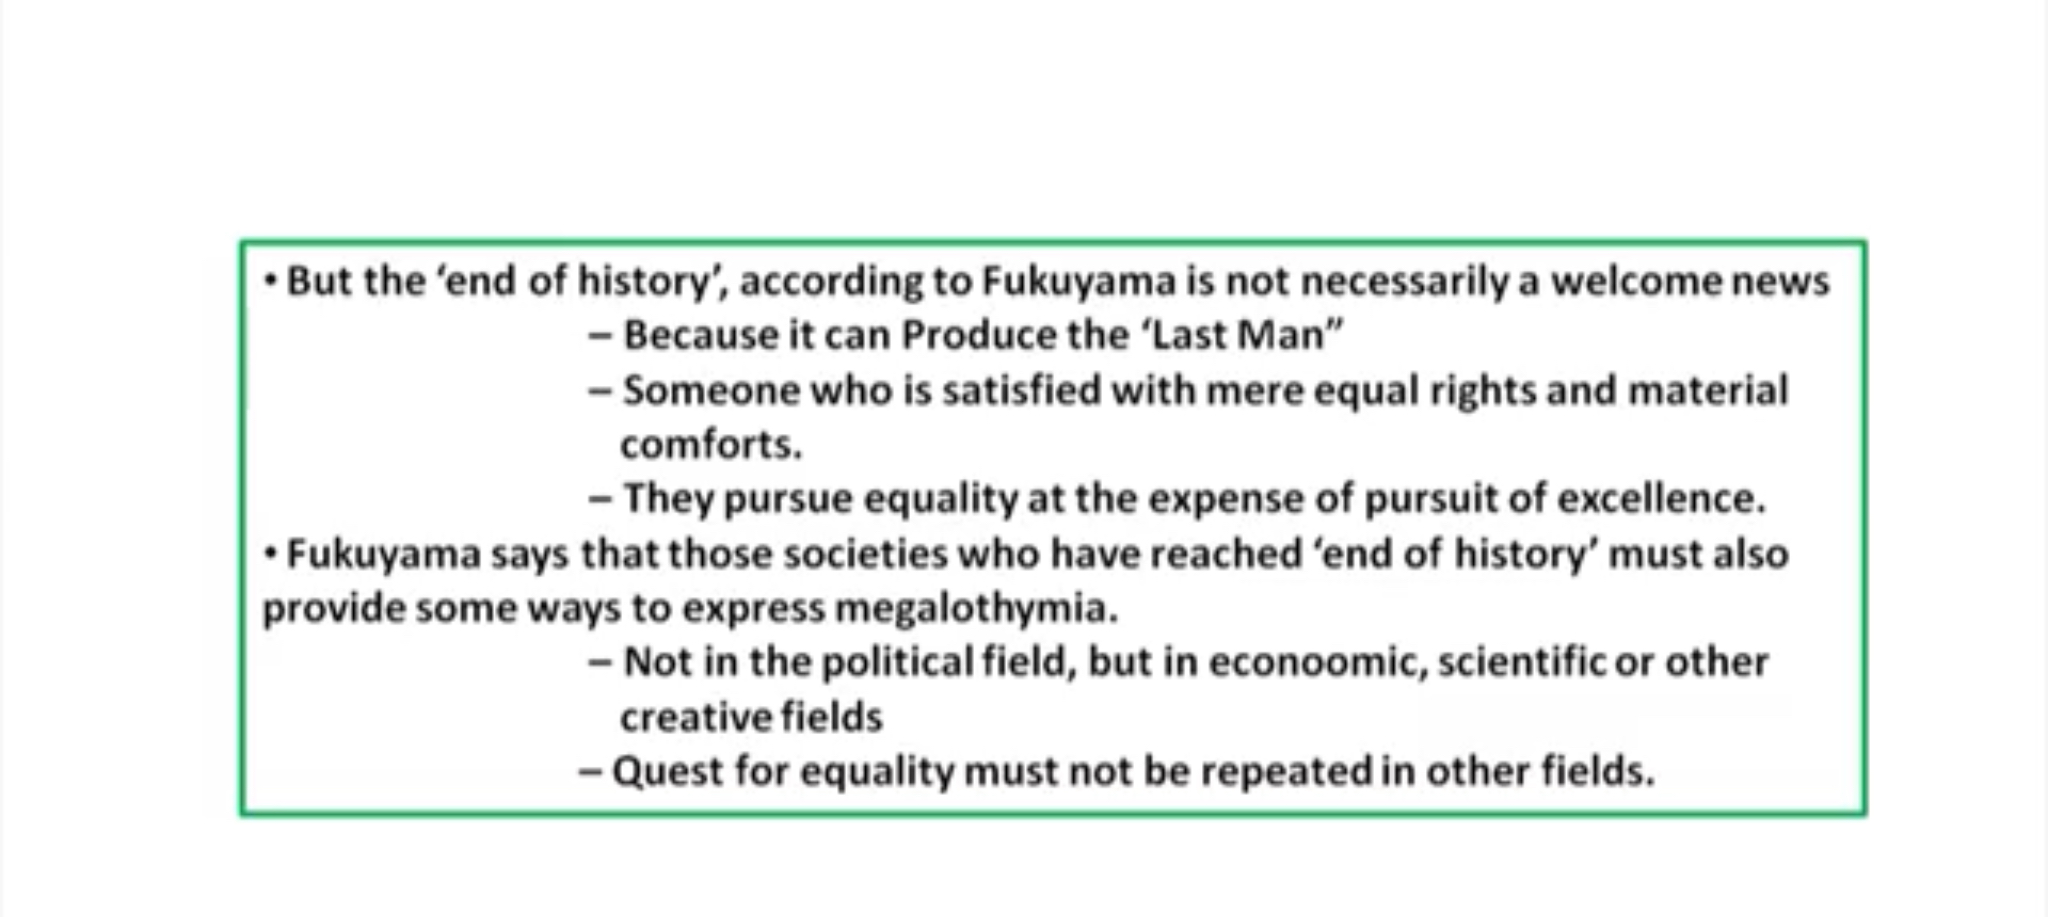 • But the ‘end of history’, according to Fukuyama is not necessarily a welcome news
– Because it can Produce the ‘Last Man”
– Someone who is satisfied with mere equal rights and material
comforts.
– They pursue equality at the expense of pursuit of excellence.
• Fukuyama says that those societies who have reached ‘end of history’ must also
provide some ways to express megalothymia.
– Not in the political field, but in econoomic, scientific or other
creative fields
– Quest for equality must not be repeated in other fields.